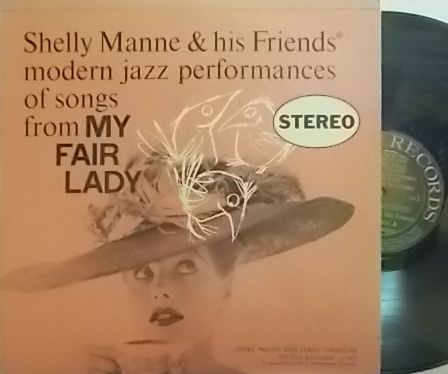 Shelly Manne & his Friends*
modern jazz performances
of songs
from MY
FAIR
LADY
STEREO
RECORDS